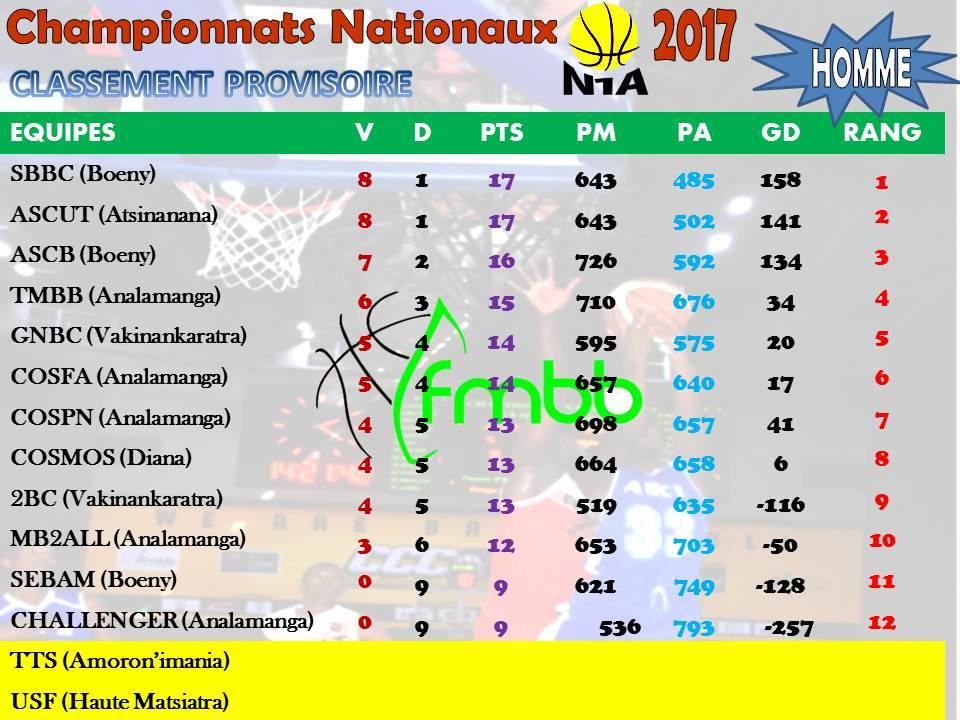 Championnats Nationaux 2017
N1A
HOMME
CLASSEMENT PROVISOIRE
EQUIPES V D PTS PM PA GD RANG
SBBC (Boeny) 8 1 17 643 485 158 1
ASCUT (Atsinanana) 8 1 17 643 502 141 2
ASCB (Boeny) 7 2 16 726 592 134 3
TMBB (Analamanga) 6 3 15 710 676 34 4
GNBC (Vakinankaratra) 5 4 14 595 575 20 5
COSFA (Analamanga) 5 4 14 657 640 17 6
fmbb
COSPN (Analamanga) 4 5 13 698 657 41 7
COSMOS (Diana) 4 5 13 664 658 6 8
2BC (Vakinankaratra) 4 5 13 519 635 -116 9
WE ARE BA
MB2ALL (Analamanga) 3 6 12 653 703 -50 10
SEBAM (Boeny) 0 9 9 621 749 -128 11
CHALLENGER (Analamanga) 0 9 9 536 793 -257 12
TTS (Amoron’imania)
USF (Haute Matsiatra)